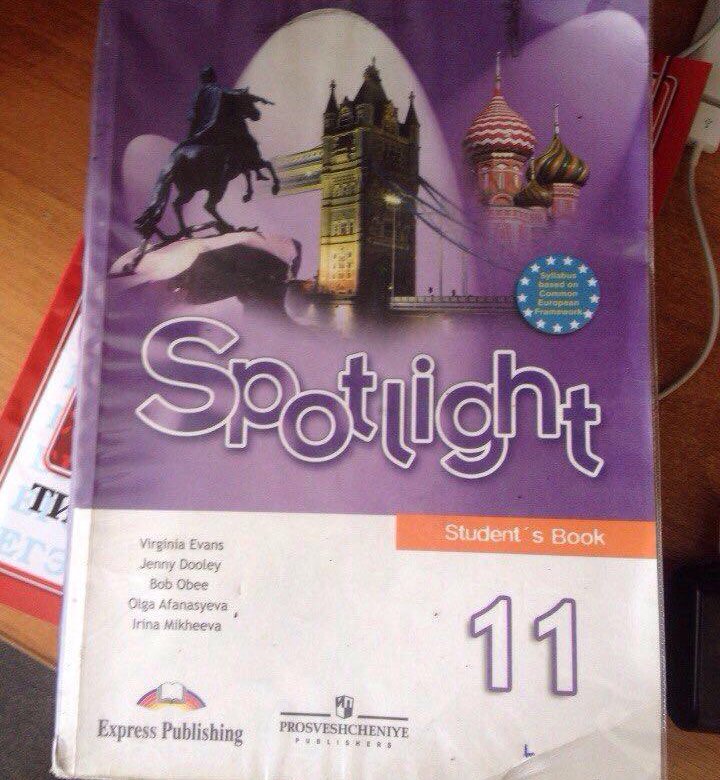 Syllabus
based on
Common
European
Framework
Spotlight
Student´s Book
Virginia Evans
Jenny Dooley
Bob Obee
Olga Afanasyeva
Irina Mikheeva
11
Express Publishing
PROSVESHCHENIYE
PUBLISHERS
ТИ
ЕГЭ